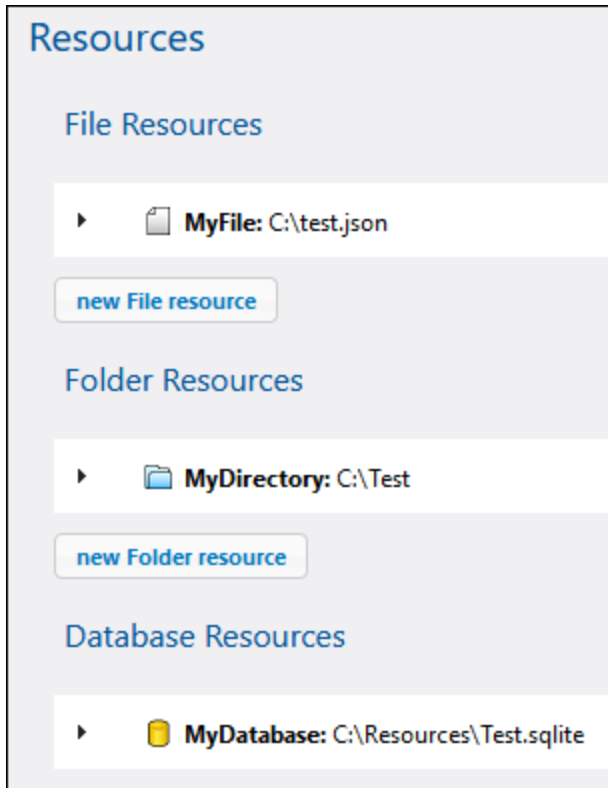 Resources
File Resources
MyFile: C:\test.json
new File resource
Folder Resources
MyDirectory: C:\Test
new Folder resource
Database Resources
MyDatabase: C:\Resources\Test.sqlite